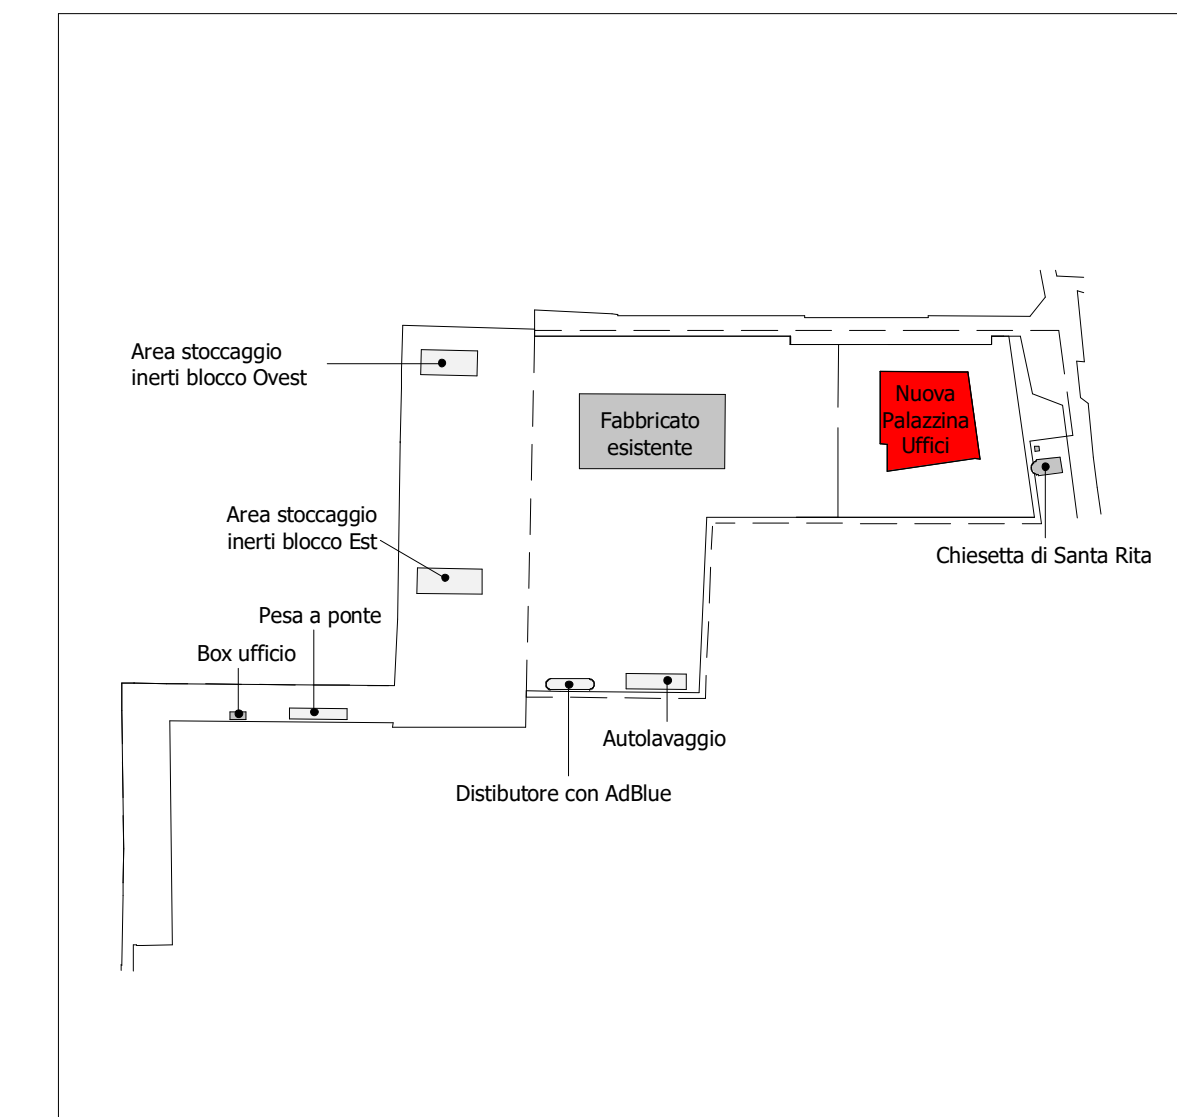 Area stoccaggio
inerti blocco Ovest
Nuova
Palazzina
Uffici
Fabbricato
esistente
Area stoccaggio
inerti blocco Est
Chiesetta di Santa Rita
Pesa a ponte
Box ufficio
Autolavaggio
Distibutore con AdBlue